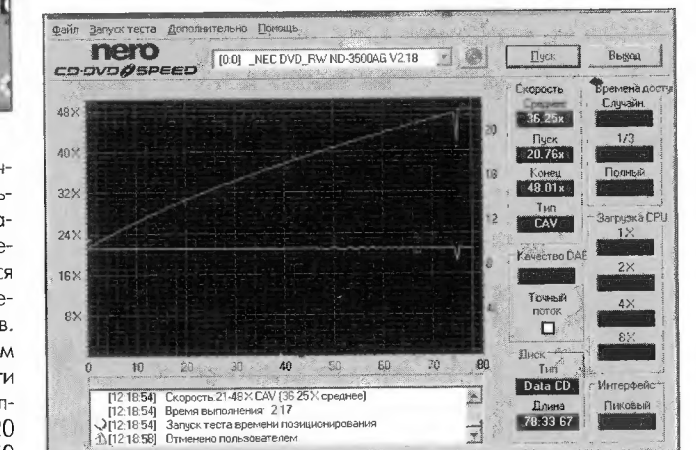 Файл Запуск теста Дополнительно Помощь
nero
CD·DVD SPEED
[0:0] _NEC DVD_RW ND-3500AG V2.18
Пуск
Выход
Скорость
Среднее
36.25x
Пуск
20.76x
Конец
48.01x
Тип
CAV
Времена досту
Случайн.
1/3
Полный
Загрузка CPU
1X
2X
4X
8X
Качество DAE
Точный
поток
Диск
Тип
Data CD
Длина
78:33 67
Интерфейс
Пиковый
48X
40X
32X
24X
16X
8X
20
16
12
8
4
0 10 20 30 40 50 60 70 80
[12:18:54] Скорость 21-48 X CAV (36.25 X среднее)
[12:18:54] Время выполнения: 2:17
[12:18:54] Запуск теста времени позиционирования
[12:18:58] Отменено пользователем